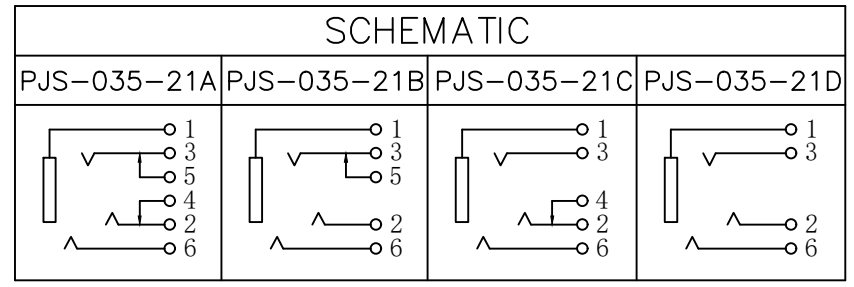 SCHEMATIC
PJS-035-21A PJS-035-21B PJS-035-21C PJS-035-21D
1 1 1 1
3 3 3 3
5 5
4 4
2 2 2 2
6 6 6 6